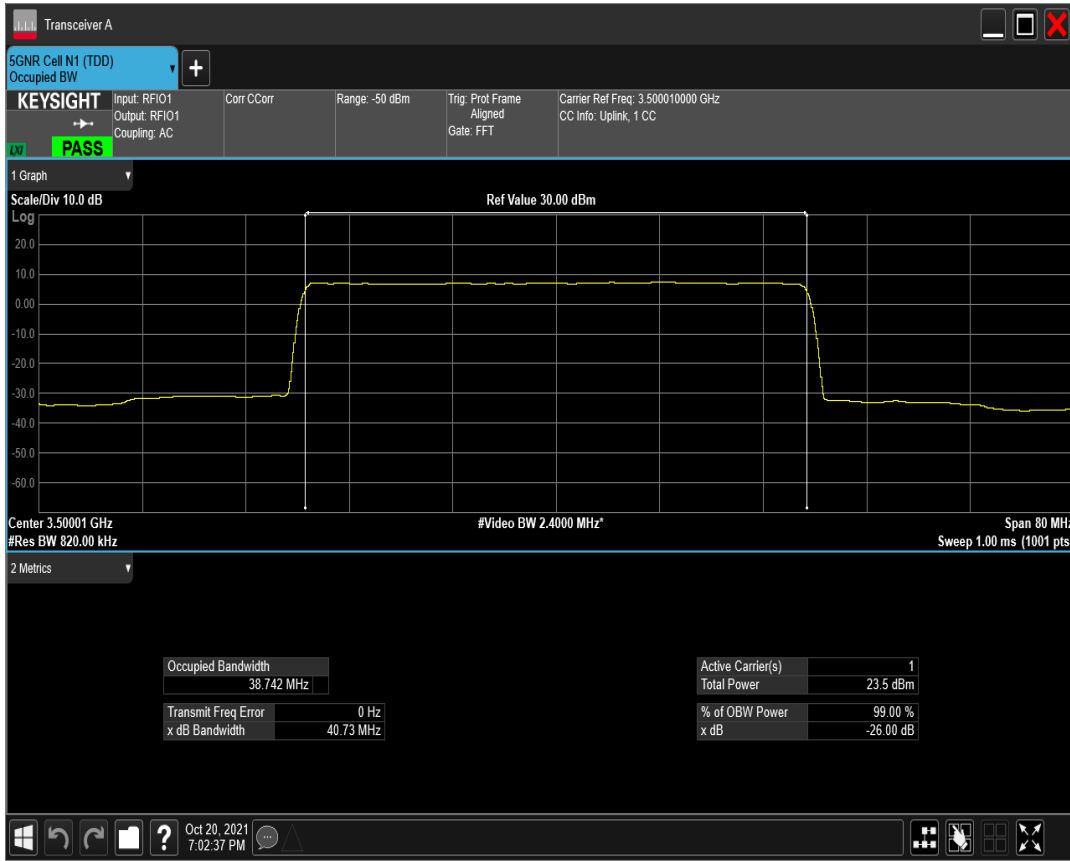 Transceiver A
5GNR Cell N1 (TDD)
Occupied BW
+
KEYSIGHT
LXI
PASS
Input: RFIO1
Output: RFIO1
Coupling: AC
Corr CCorr
Range: -50 dBm
Trig: Prot Frame
Aligned
Gate: FFT
Carrier Ref Freq: 3.500010000 GHz
CC Info: Uplink, 1 CC
1 Graph
Scale/Div 10.0 dB
Ref Value 30.00 dBm
Log
20.0
10.0
0.00
-10.0
-20.0
-30.0
-40.0
-50.0
-60.0
Center 3.50001 GHz
#Video BW 2.4000 MHz*
Span 80 MHz
#Res BW 820.00 kHz
Sweep 1.00 ms (1001 pts
2 Metrics
Occupied Bandwidth
38.742 MHz
Transmit Freq Error 0 Hz
x dB Bandwidth 40.73 MHz
Active Carrier(s) 1
Total Power 23.5 dBm
% of OBW Power 99.00 %
x dB -26.00 dB
?
Oct 20, 2021
7:02:37 PM